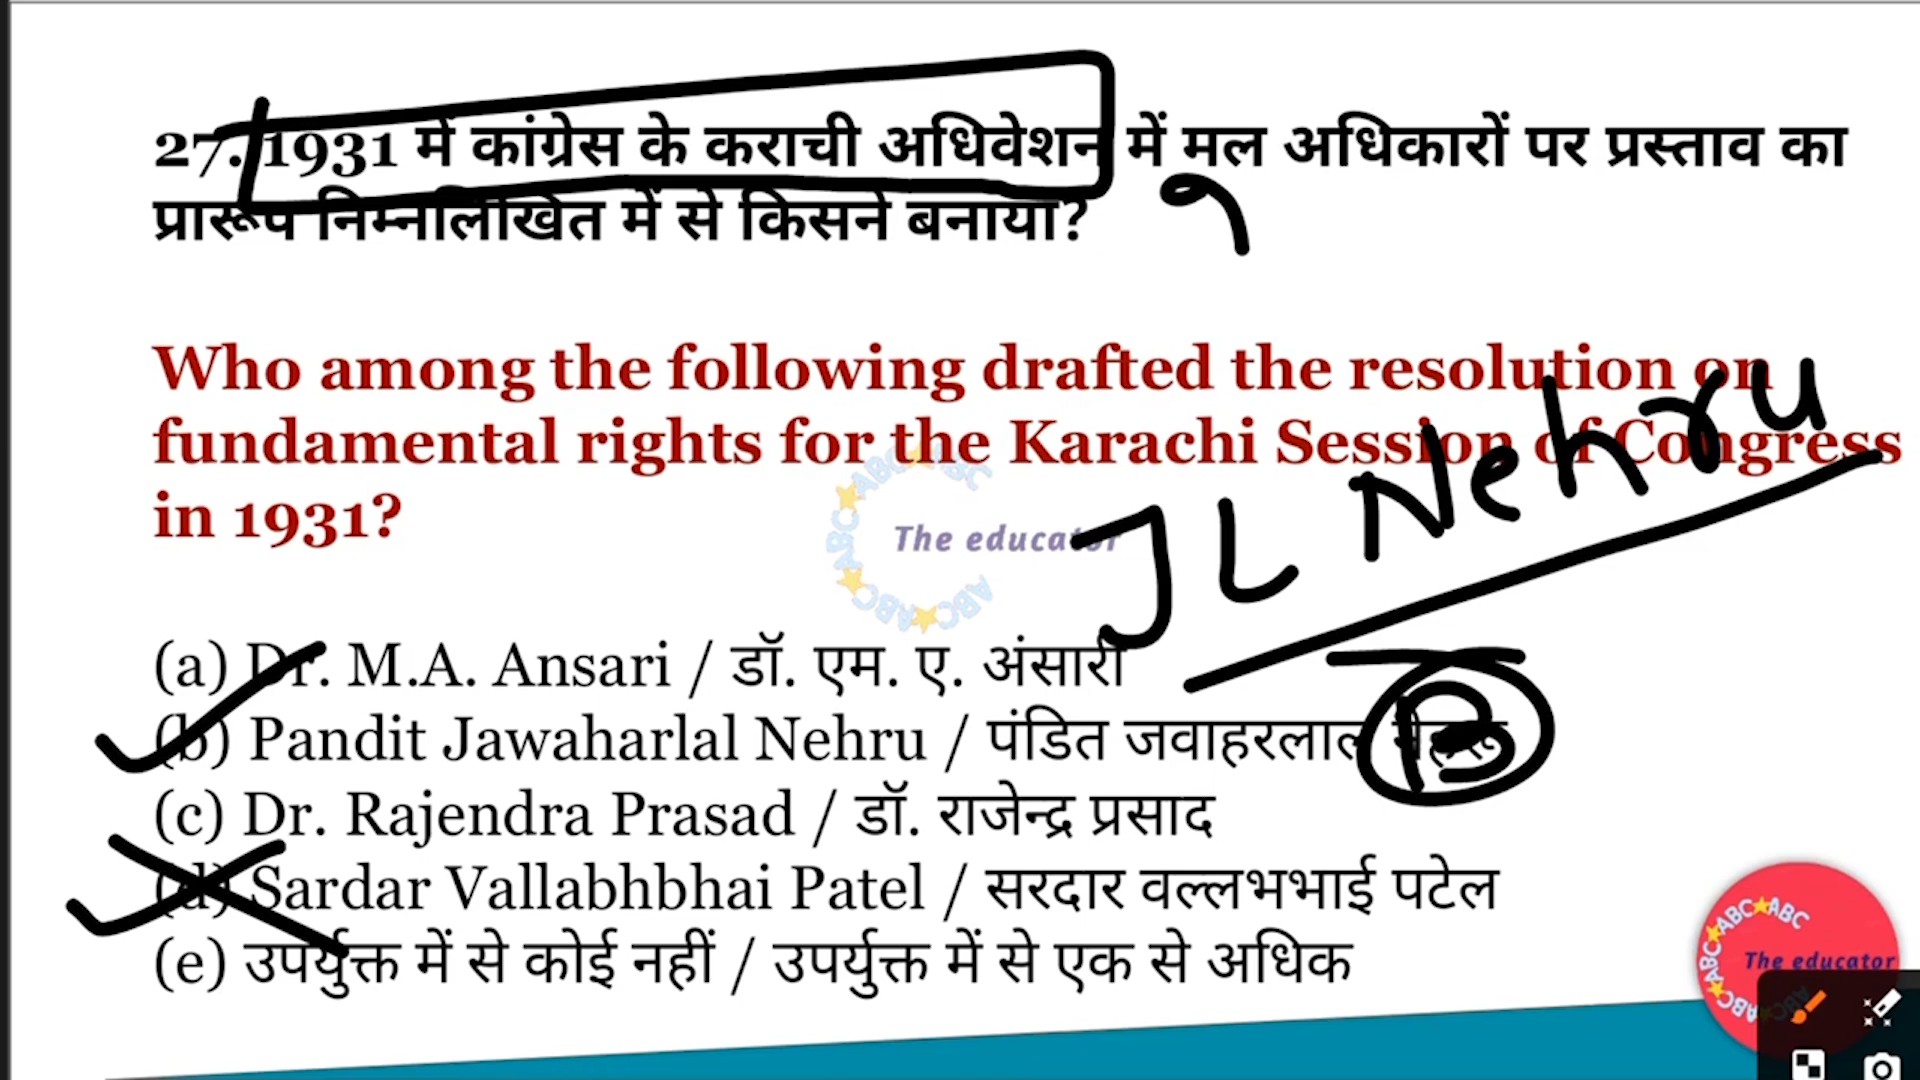 27. 1931 में कांग्रेस के कराची अधिवेशन में मूल अधिकारों पर प्रस्ताव का
प्रारूप निम्नलिखित में से किसने बनाया?
Who among the following drafted the resolution on
fundamental rights for the Karachi Session of Congress
in 1931?
JL Nehru
The educator
(a) Dr. M.A. Ansari / डॉ. एम. ए. अंसारी
(b) Pandit Jawaharlal Nehru / पंडित जवाहरलाल नेहरू
B
(c) Dr. Rajendra Prasad / डॉ. राजेन्द्र प्रसाद
(d) Sardar Vallabhbhai Patel / सरदार वल्लभभाई पटेल
(e) उपर्युक्त में से कोई नहीं / उपर्युक्त में से एक से अधिक
ABC ABC ABC
The educator